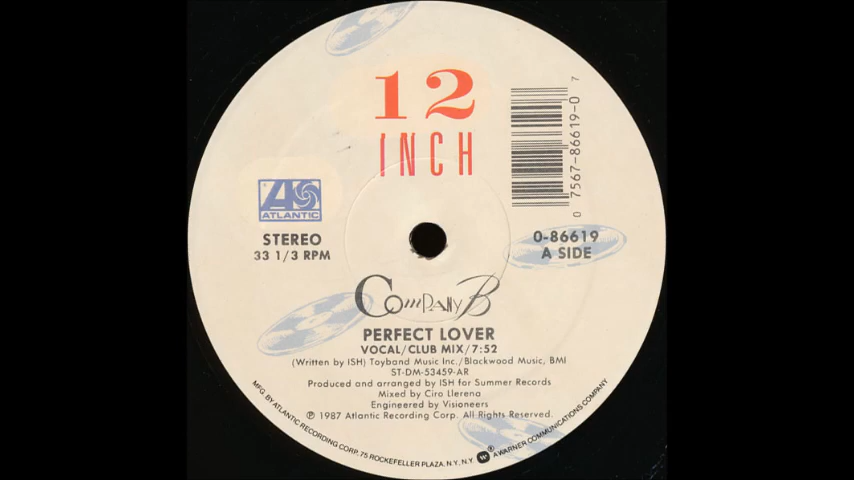 12
INCH
0 7567-86619-0 7
ATLANTIC
STEREO
33 1/3 RPM
0-86619
A SIDE
Company B
PERFECT LOVER
VOCAL/CLUB MIX/7:52
(Written by ISH) Toyband Music Inc./Blackwood Music, BMI
ST-DM-53459-AR
Produced and arranged by ISH for Summer Records
Mixed by Ciro Llerena
Engineered by Visioneers
℗ 1987 Atlantic Recording Corp. All Rights Reserved.
MFG. BY ATLANTIC RECORDING CORP. 75 ROCKEFELLER PLAZA, N.Y. N.Y. A WARNER COMMUNICATIONS COMPANY